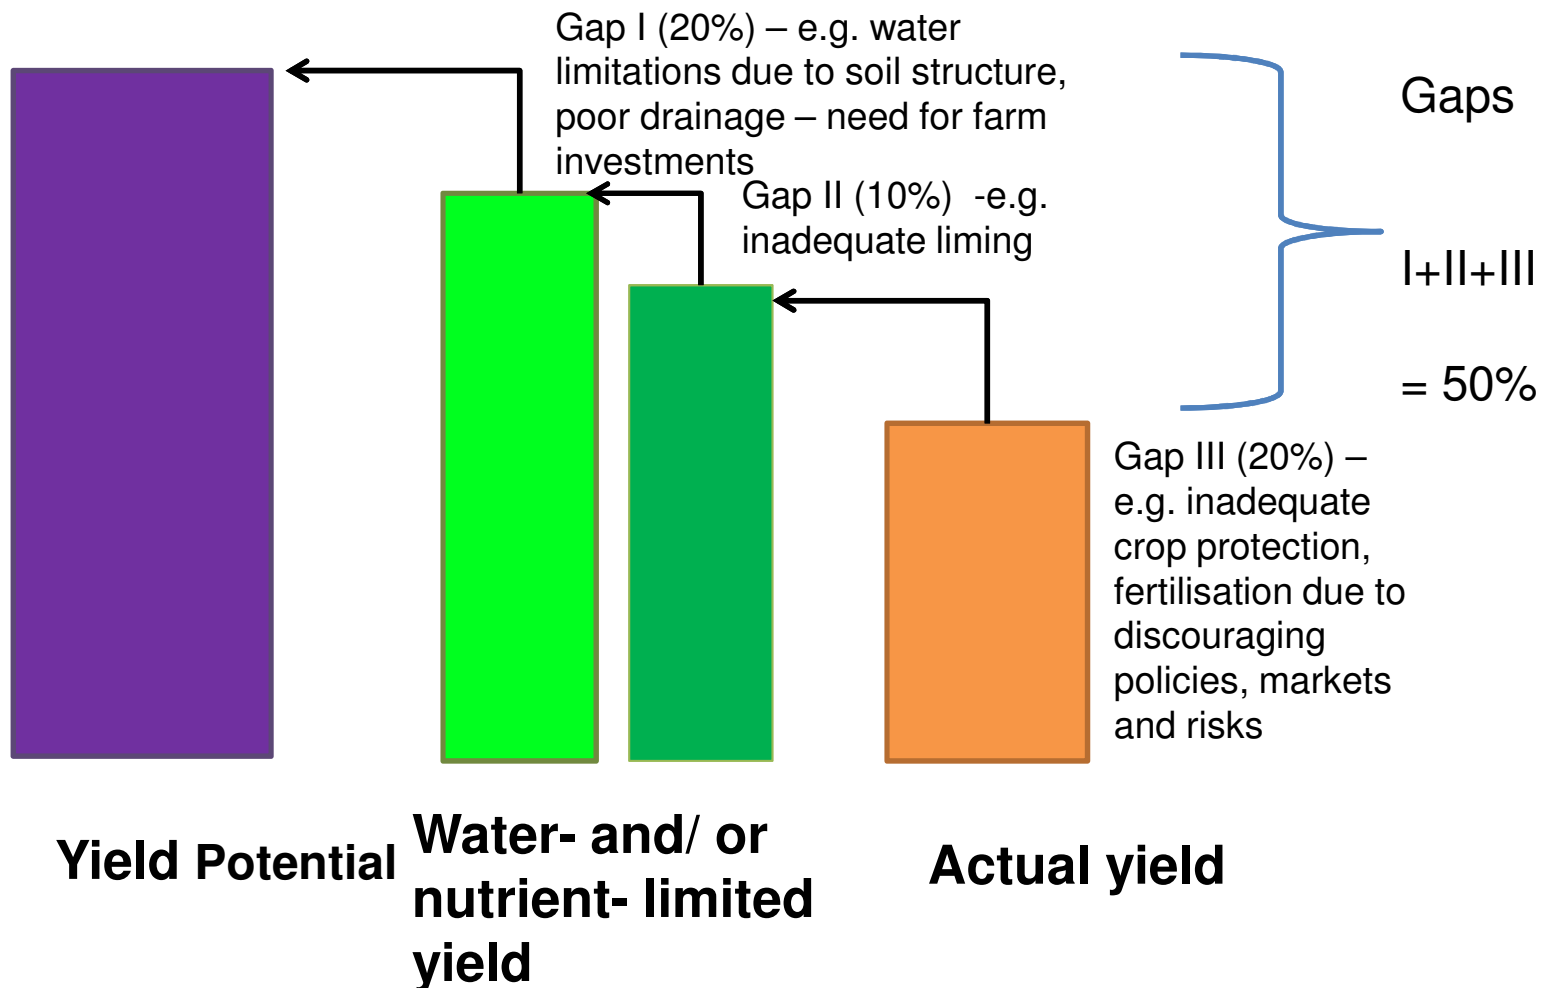 Gap I (20%) – e.g. water
limitations due to soil structure,
poor drainage – need for farm
investments
Gap II (10%)  -e.g.
inadequate liming
Gaps
I+II+III
= 50%
Gap III (20%) –
e.g. inadequate
crop protection,
fertilisation due to
discouraging
policies, markets
and risks
Yield Potential
Water- and/ or
nutrient- limited
yield
Actual yield